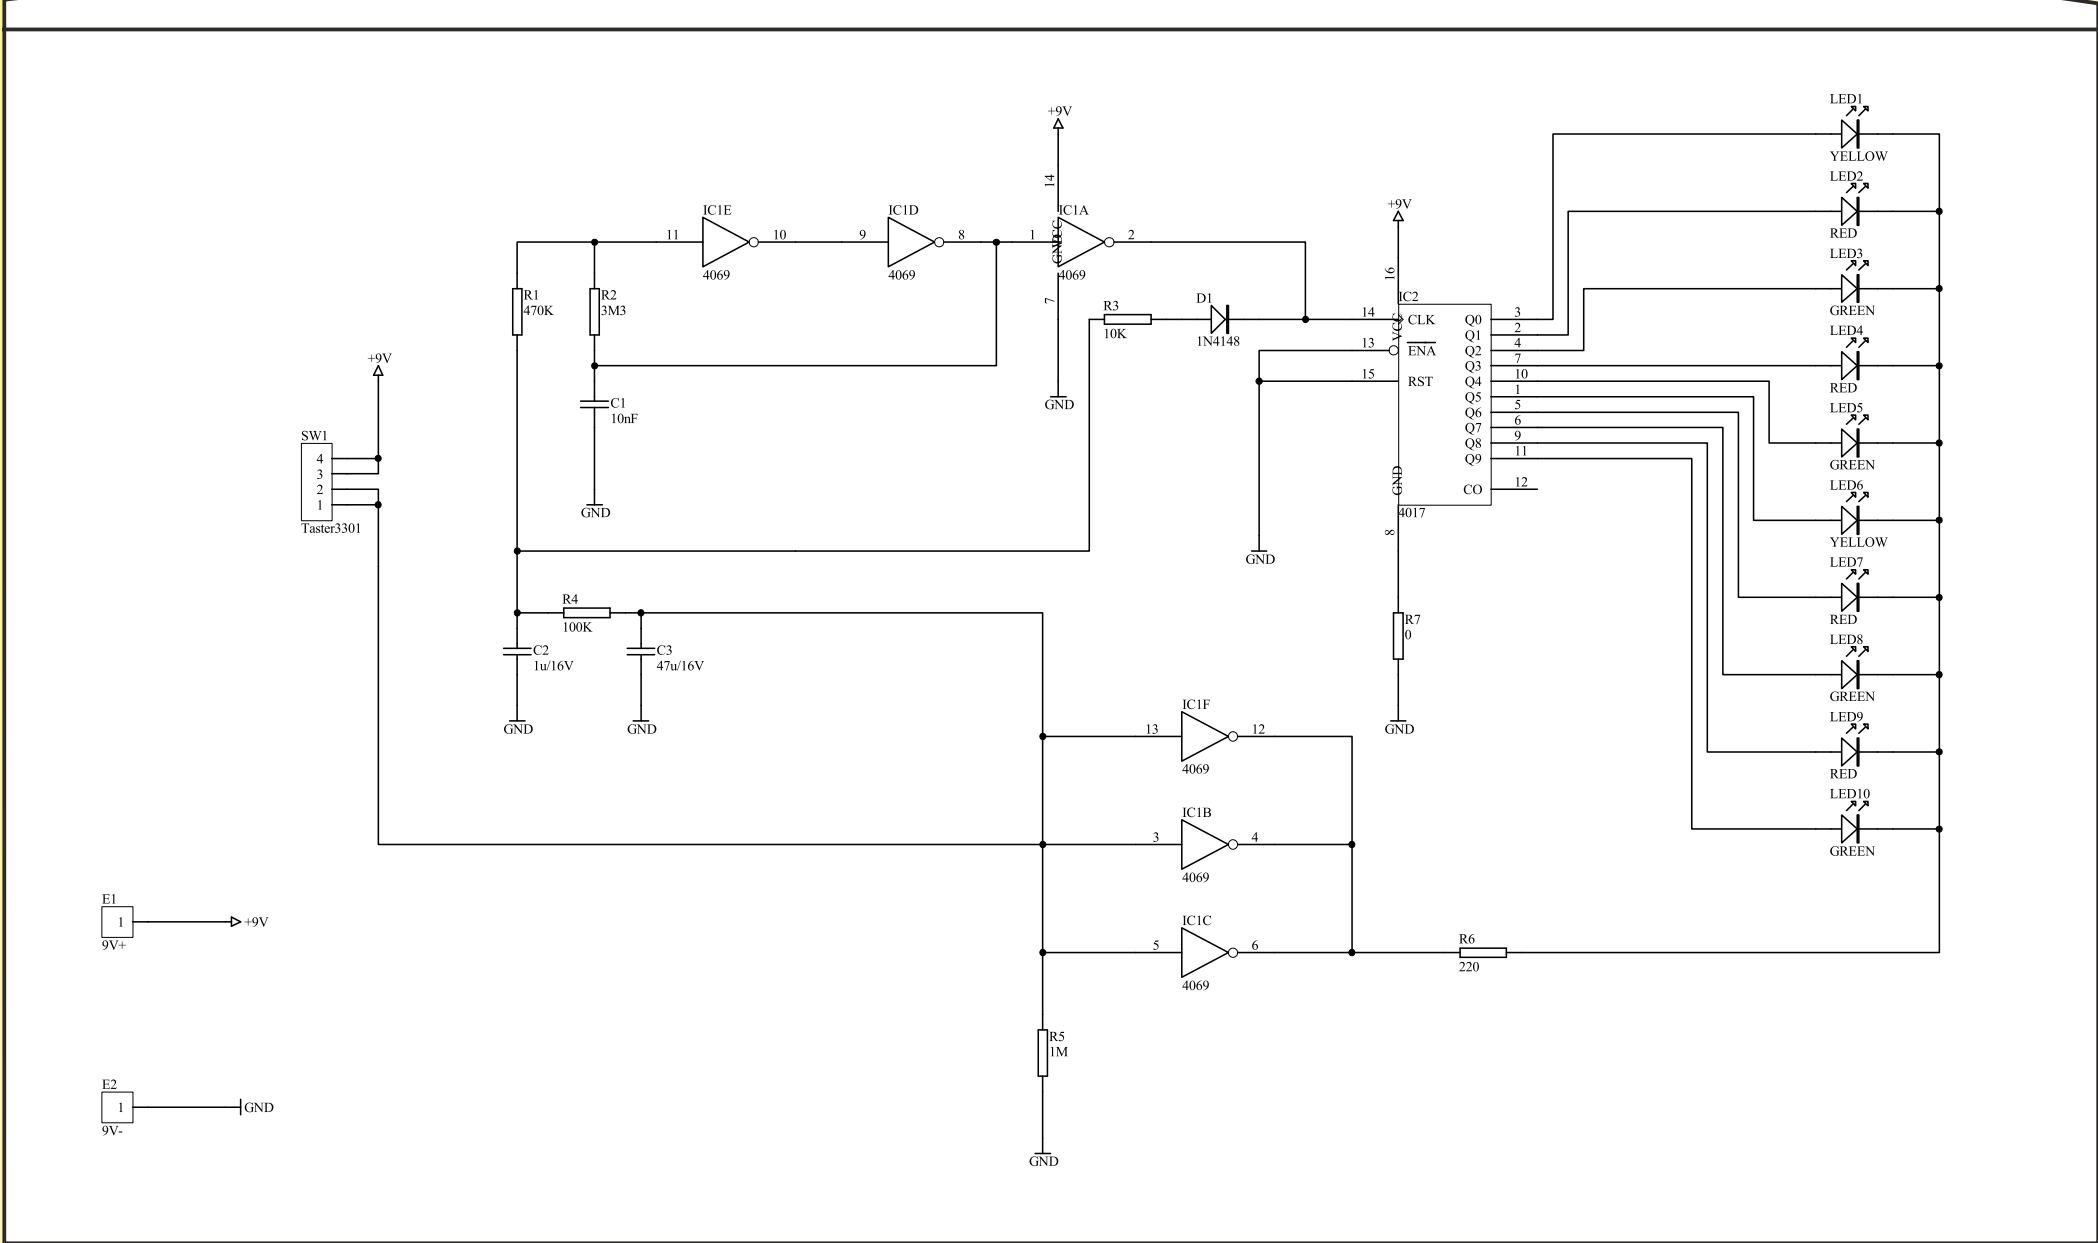 +9V
14
IC1E
11
10
4069
IC1D
9
8
4069
IC1A
1
VCC
GND
2
4069
7
GND
R1
470K
R2
3M3
C1
10nF
GND
R3
10K
D1
1N4148
+9V
SW1
4
3
2
1
Taster3301
+9V
16
IC2
14
CLK
VCC
13
ENA
15
RST
GND
4017
8
Q0
3
Q1
2
Q2
4
Q3
7
Q4
10
Q5
1
Q6
5
Q7
6
Q8
9
Q9
11
CO
12
GND
R7
0
GND
LED1
YELLOW
LED2
RED
LED3
GREEN
LED4
RED
LED5
GREEN
LED6
YELLOW
LED7
RED
LED8
GREEN
LED9
RED
LED10
GREEN
R4
100K
C2
1u/16V
GND
C3
47u/16V
GND
IC1F
13
12
4069
IC1B
3
4
4069
IC1C
5
6
4069
R6
220
R5
1M
GND
E1
1
+9V
9V+
E2
1
GND
9V-